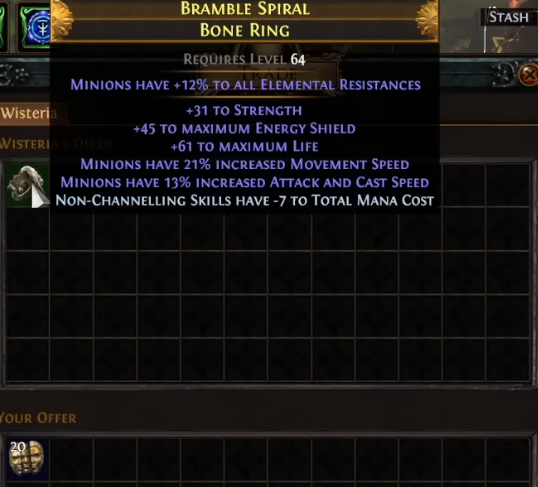 Bramble Spiral
Bone Ring
Stash
Requires Level 64
Minions have +12% to all Elemental Resistances
+31 to Strength
+45 to maximum Energy Shield
+61 to maximum Life
Minions have 21% increased Movement Speed
Minions have 13% increased Attack and Cast Speed
Non-Channelling Skills have -7 to Total Mana Cost
Wisteria
Wisteria's Offer
Your Offer
20